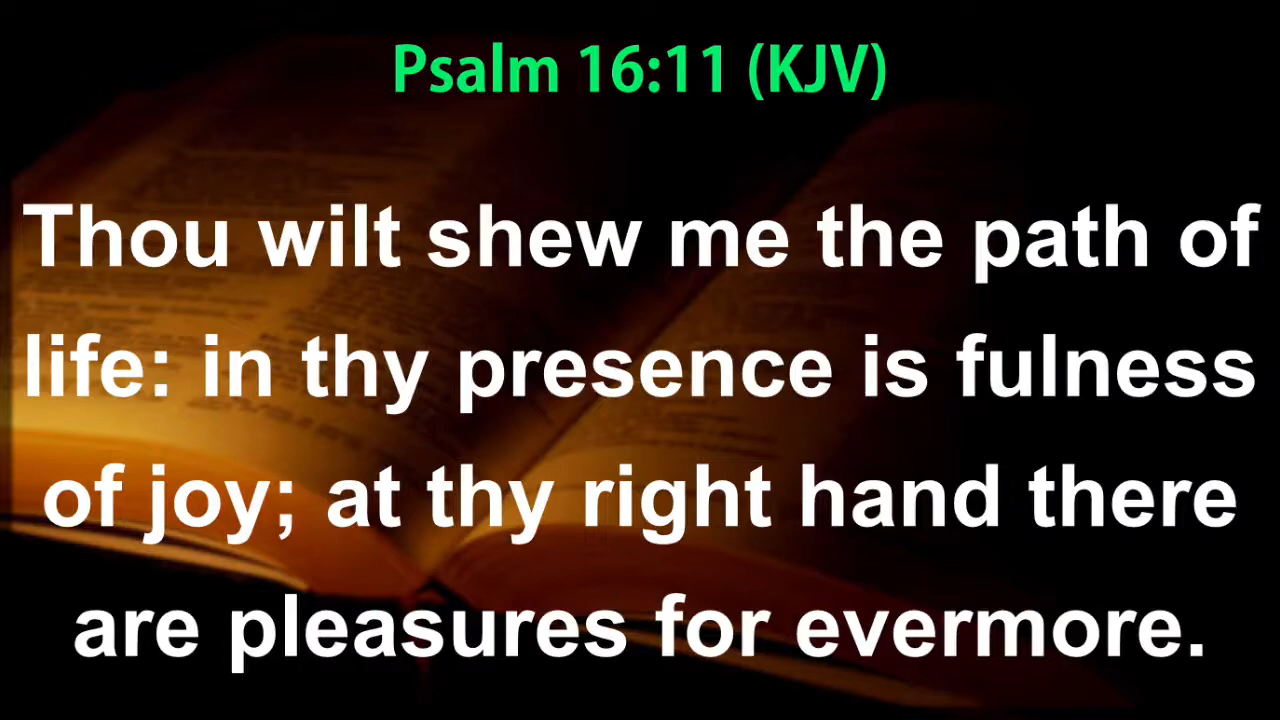 Psalm 16:11 (KJV)
Thou wilt shew me the path of
life: in thy presence is fulness
of joy; at thy right hand there
are pleasures for evermore.